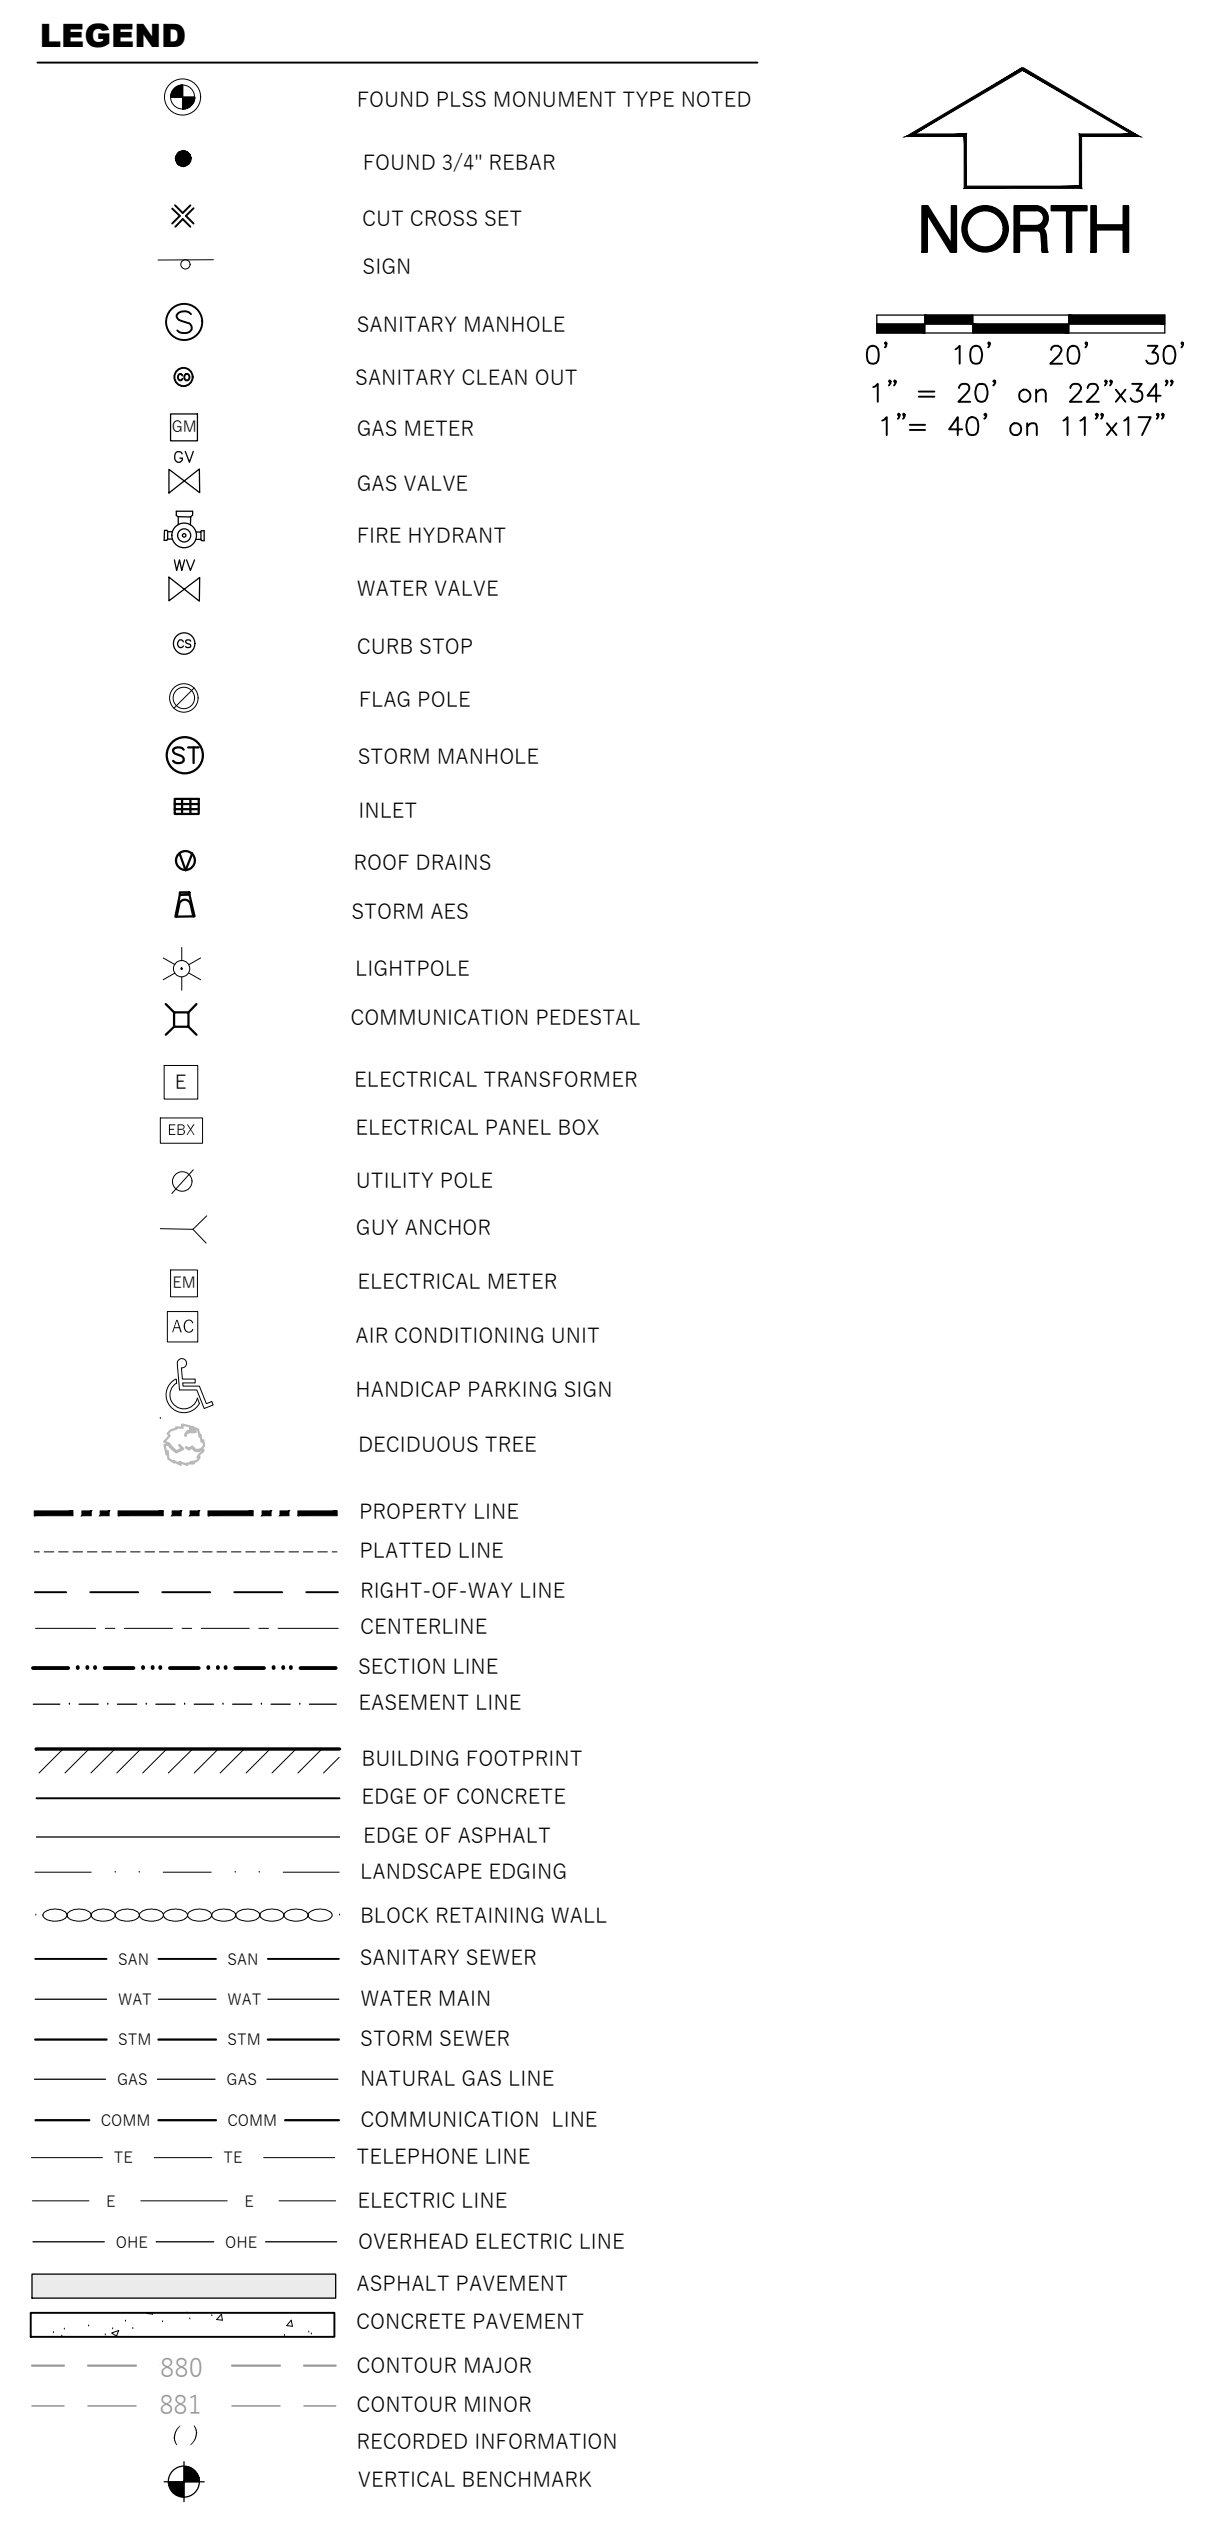 LEGEND
FOUND PLSS MONUMENT TYPE NOTED
FOUND 3/4" REBAR
CUT CROSS SET
SIGN
S SANITARY MANHOLE
CO SANITARY CLEAN OUT
GM GAS METER
GV
GAS VALVE
FIRE HYDRANT
WV
WATER VALVE
CS CURB STOP
FLAG POLE
ST STORM MANHOLE
INLET
ROOF DRAINS
STORM AES
LIGHTPOLE
COMMUNICATION PEDESTAL
E ELECTRICAL TRANSFORMER
EBX ELECTRICAL PANEL BOX
UTILITY POLE
GUY ANCHOR
EM ELECTRICAL METER
AC AIR CONDITIONING UNIT
HANDICAP PARKING SIGN
DECIDUOUS TREE
PROPERTY LINE
PLATTED LINE
RIGHT-OF-WAY LINE
CENTERLINE
SECTION LINE
EASEMENT LINE
BUILDING FOOTPRINT
EDGE OF CONCRETE
EDGE OF ASPHALT
LANDSCAPE EDGING
BLOCK RETAINING WALL
SAN SAN SANITARY SEWER
WAT WAT WATER MAIN
STM STM STORM SEWER
GAS GAS NATURAL GAS LINE
COMM COMM COMMUNICATION LINE
TE TE TELEPHONE LINE
E E ELECTRIC LINE
OHE OHE OVERHEAD ELECTRIC LINE
ASPHALT PAVEMENT
CONCRETE PAVEMENT
880 CONTOUR MAJOR
881 CONTOUR MINOR
( ) RECORDED INFORMATION
VERTICAL BENCHMARK
NORTH
0' 10' 20' 30'
1" = 20' on 22"x34"
1"= 40' on 11"x17"